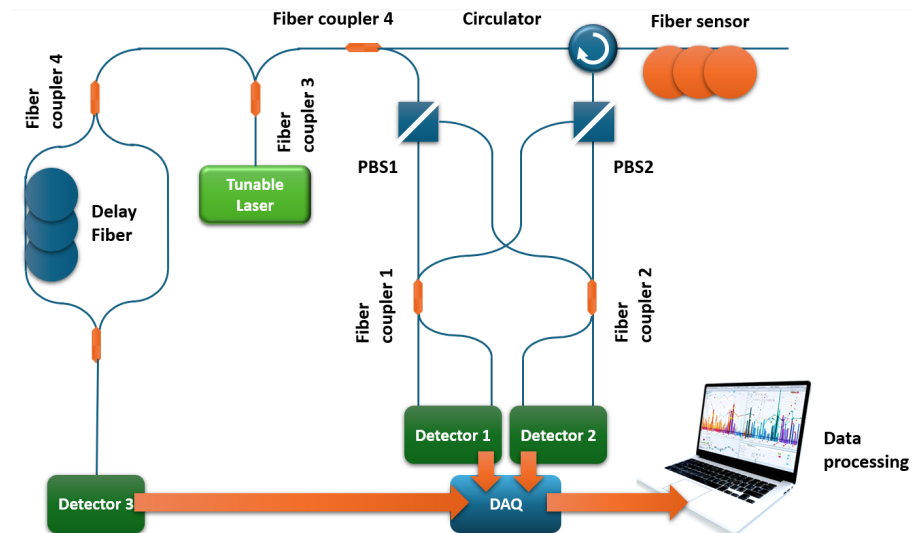 Fiber coupler 4
Circulator
Fiber sensor
Fiber
coupler 4
Fiber
coupler 3
PBS1
PBS2
Tunable
Laser
Delay
Fiber
Fiber
coupler 1
Fiber
coupler 2
Detector 1
Detector 2
Data
processing
Detector 3
DAQ